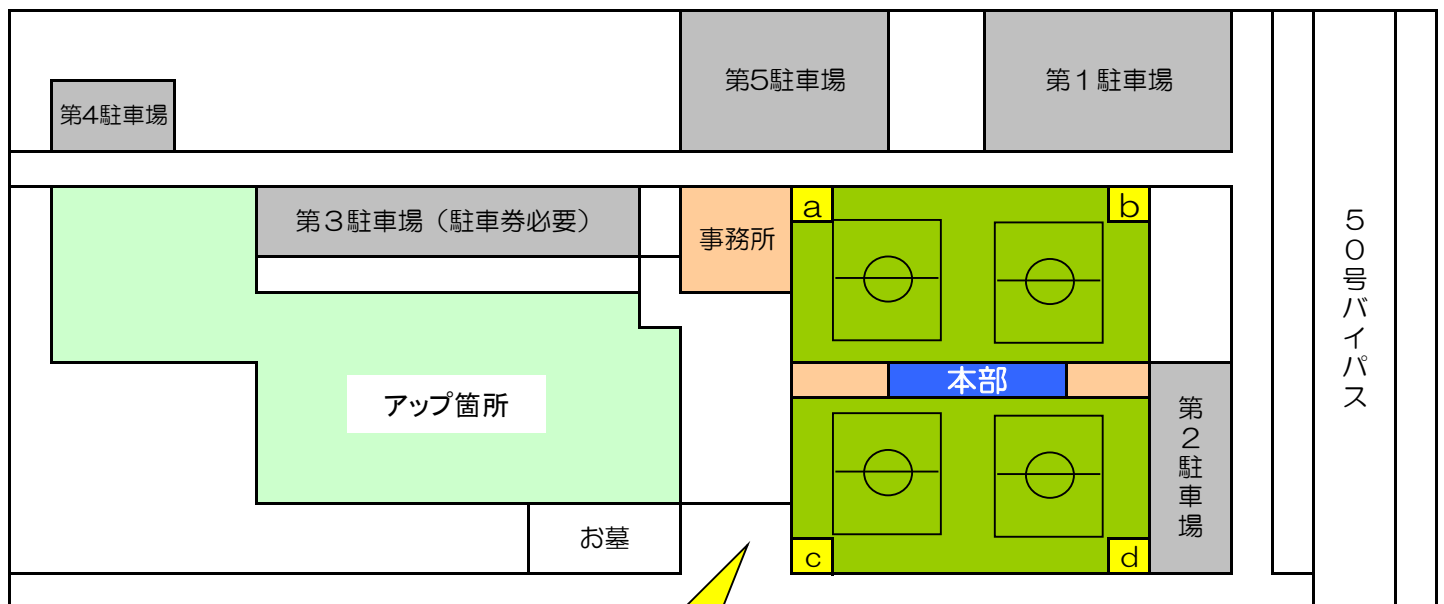 第5駐車場
第１駐車場
第4駐車場
第３駐車場（駐車券必要）
事務所
a
b
50号バイパス
アップ箇所
本部
第２駐車場
お墓
c
d